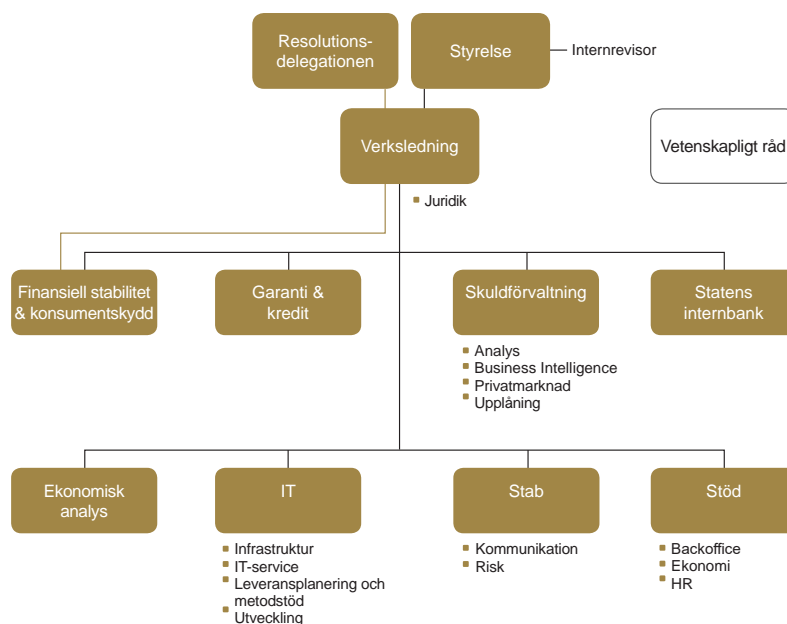 Resolutions-
delegationen
Styrelse
Internrevisor
Verksledning
Vetenskapligt råd
Juridik
Finansiell stabilitet
& konsumentskydd
Garanti &
kredit
Skuldförvaltning
Statens
internbank
Analys
Business Intelligence
Privatmarknad
Upplåning
Ekonomisk
analys
IT
Stab
Stöd
Infrastruktur
IT-service
Leveransplanering och
metodstöd
Utveckling
Kommunikation
Risk
Backoffice
Ekonomi
HR